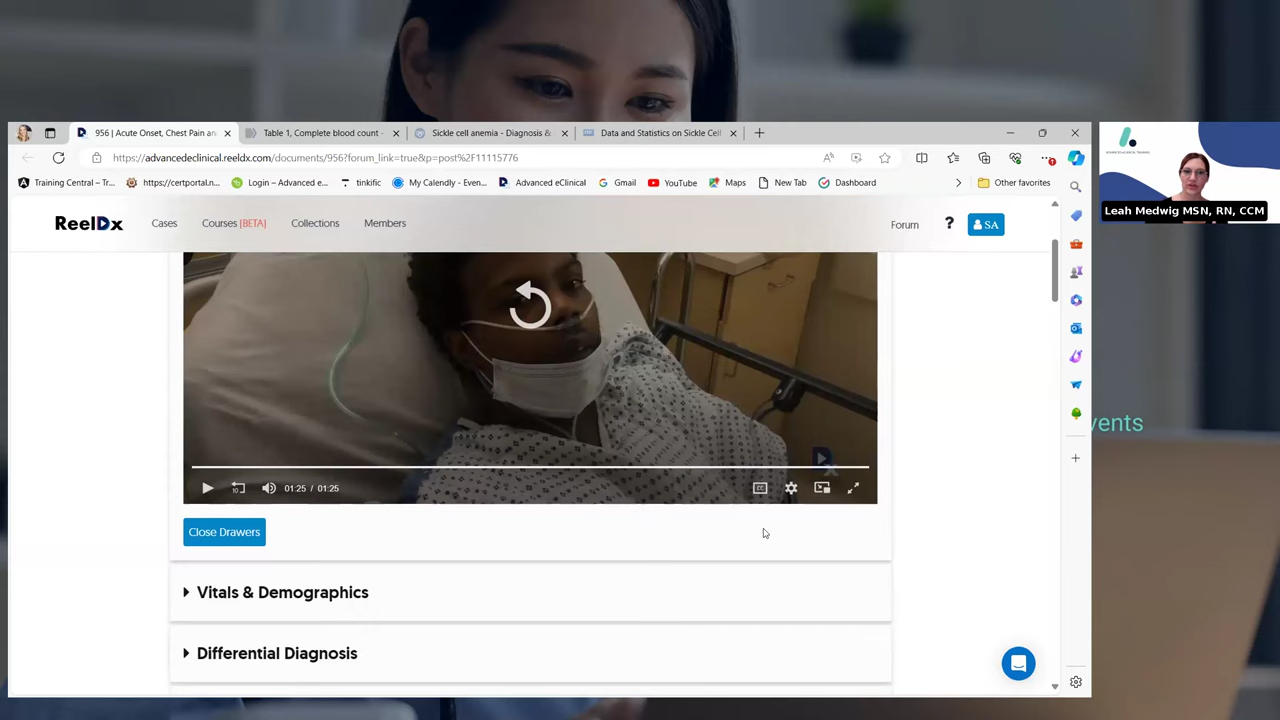 956 | Acute Onset, Chest Pain an
Table 1, Complete blood count -
Sickle cell anemia - Diagnosis &
Data and Statistics on Sickle Cell
https://advancedeclinical.reeldx.com/documents/956?forum_link=true&p=post%2F11115776
Training Central – Tr...
https://certportal.n...
Login – Advanced e...
tinkific
My Calendly - Even...
Advanced eClinical
Gmail
YouTube
Maps
New Tab
Dashboard
Other favorites
ReelDx
Cases
Courses [BETA]
Collections
Members
Forum
?
SA
10
01:25 / 01:25
CC
Close Drawers
Vitals & Demographics
Differential Diagnosis
Leah Medwig MSN, RN, CCM
vents